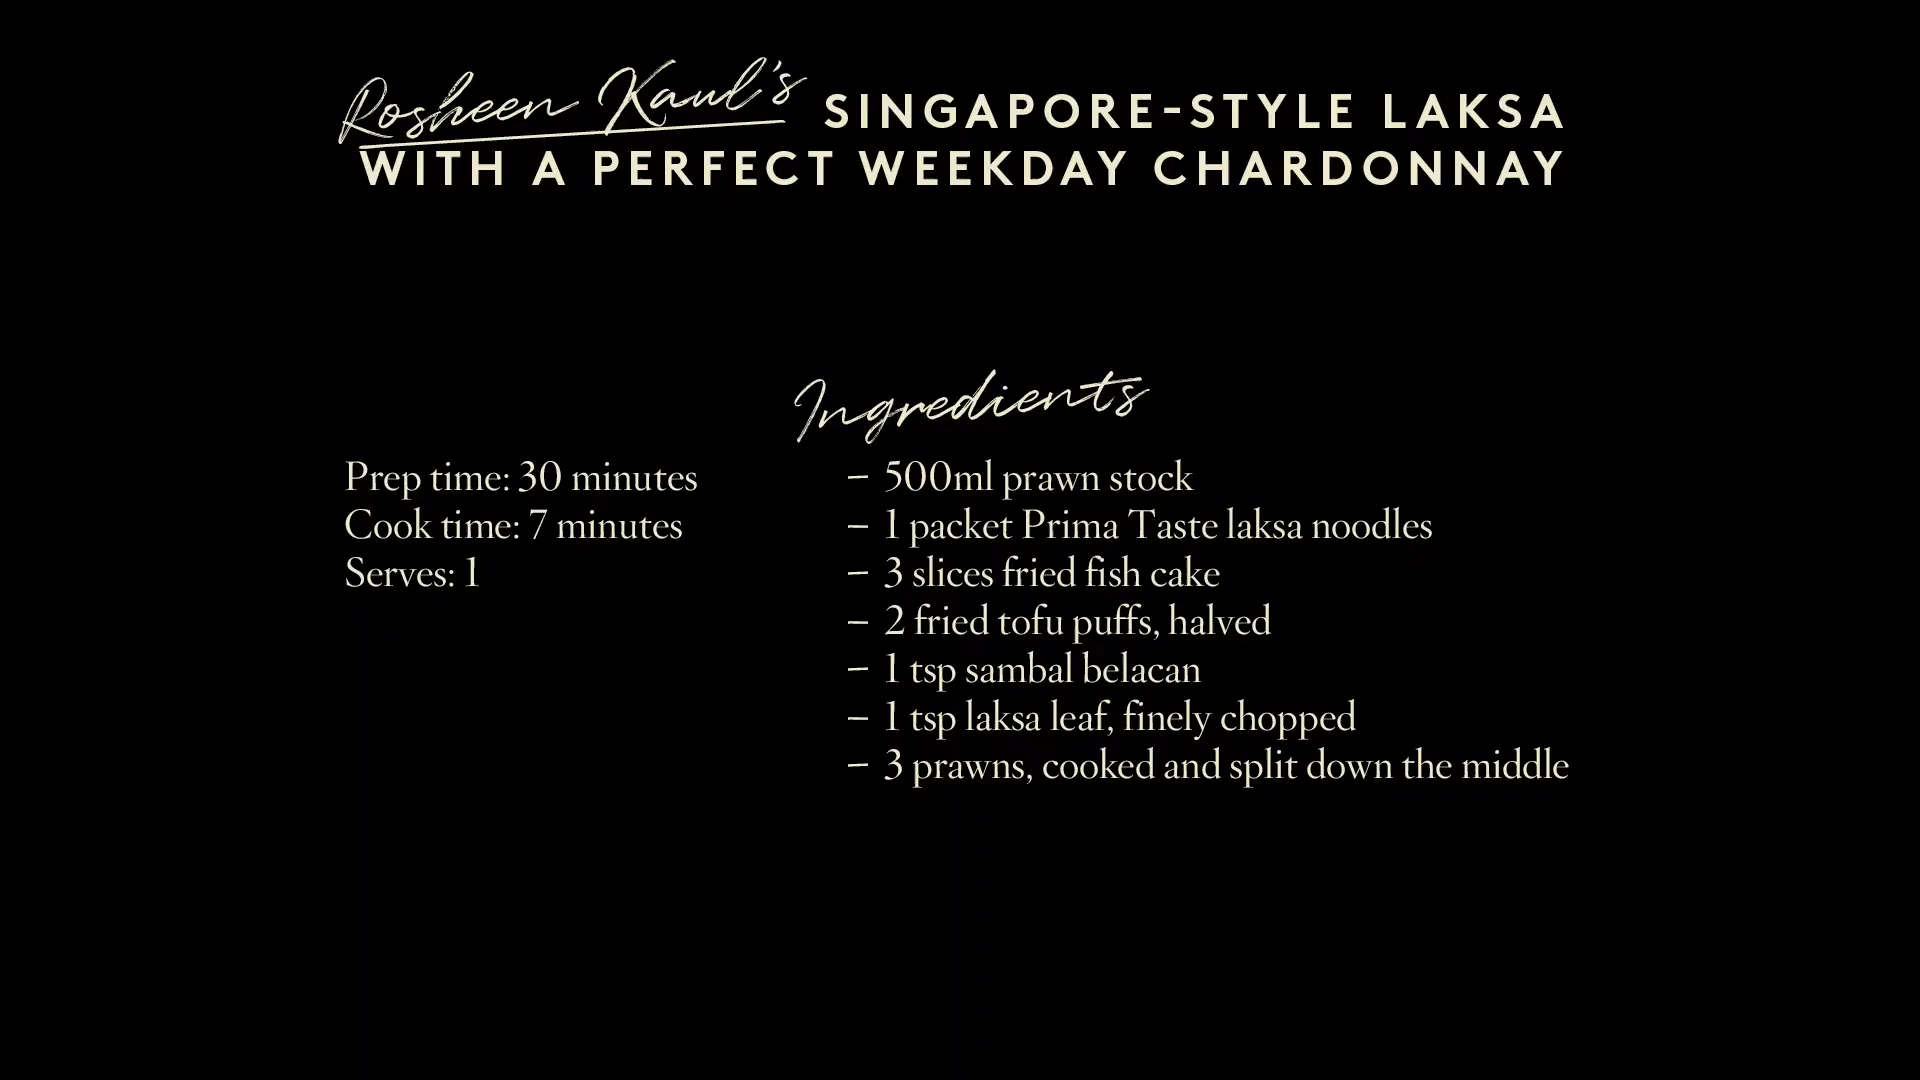 Rosheen Kaul's SINGAPORE-STYLE LAKSA
WITH A PERFECT WEEKDAY CHARDONNAY
Ingredients
Prep time: 30 minutes
Cook time: 7 minutes
Serves: 1
– 500ml prawn stock
– 1 packet Prima Taste laksa noodles
– 3 slices fried fish cake
– 2 fried tofu puffs, halved
– 1 tsp sambal belacan
– 1 tsp laksa leaf, finely chopped
– 3 prawns, cooked and split down the middle